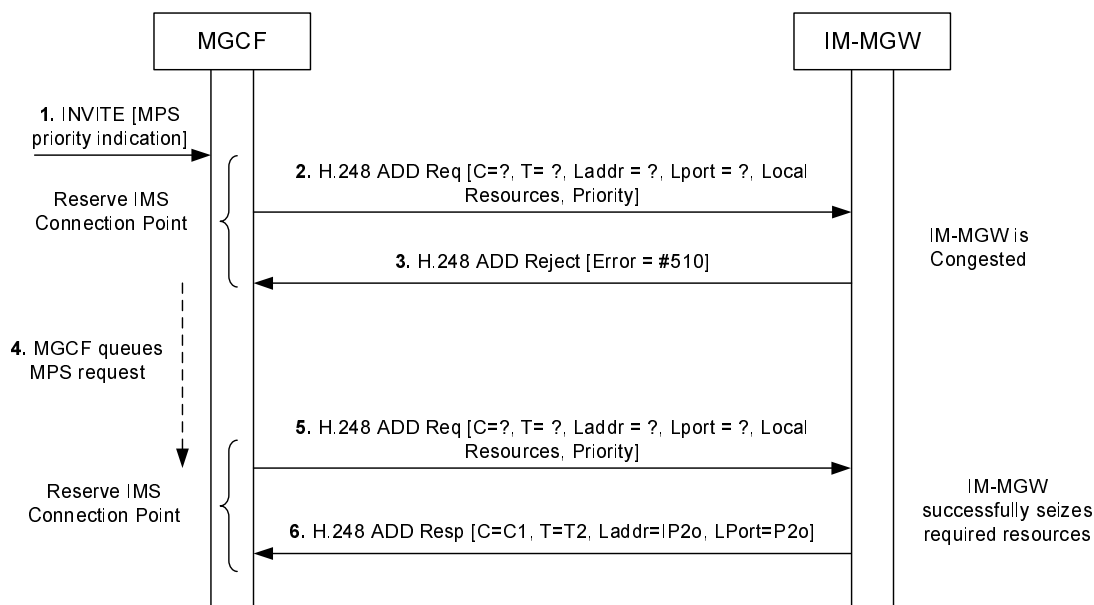 MGCF
IM-MGW
1. INVITE [MPS
priority indication]
2. H.248 ADD Req [C=?, T= ?, Laddr = ?, Lport = ?, Local
Resources, Priority]
Reserve IMS
Connection Point
IM-MGW is
Congested
3. H.248 ADD Reject [Error = #510]
4. MGCF queues
MPS request
5. H.248 ADD Req [C=?, T= ?, Laddr = ?, Lport = ?, Local
Resources, Priority]
Reserve IMS
Connection Point
IM-MGW
successfully seizes
required resources
6. H.248 ADD Resp [C=C1, T=T2, Laddr=IP2o, LPort=P2o]